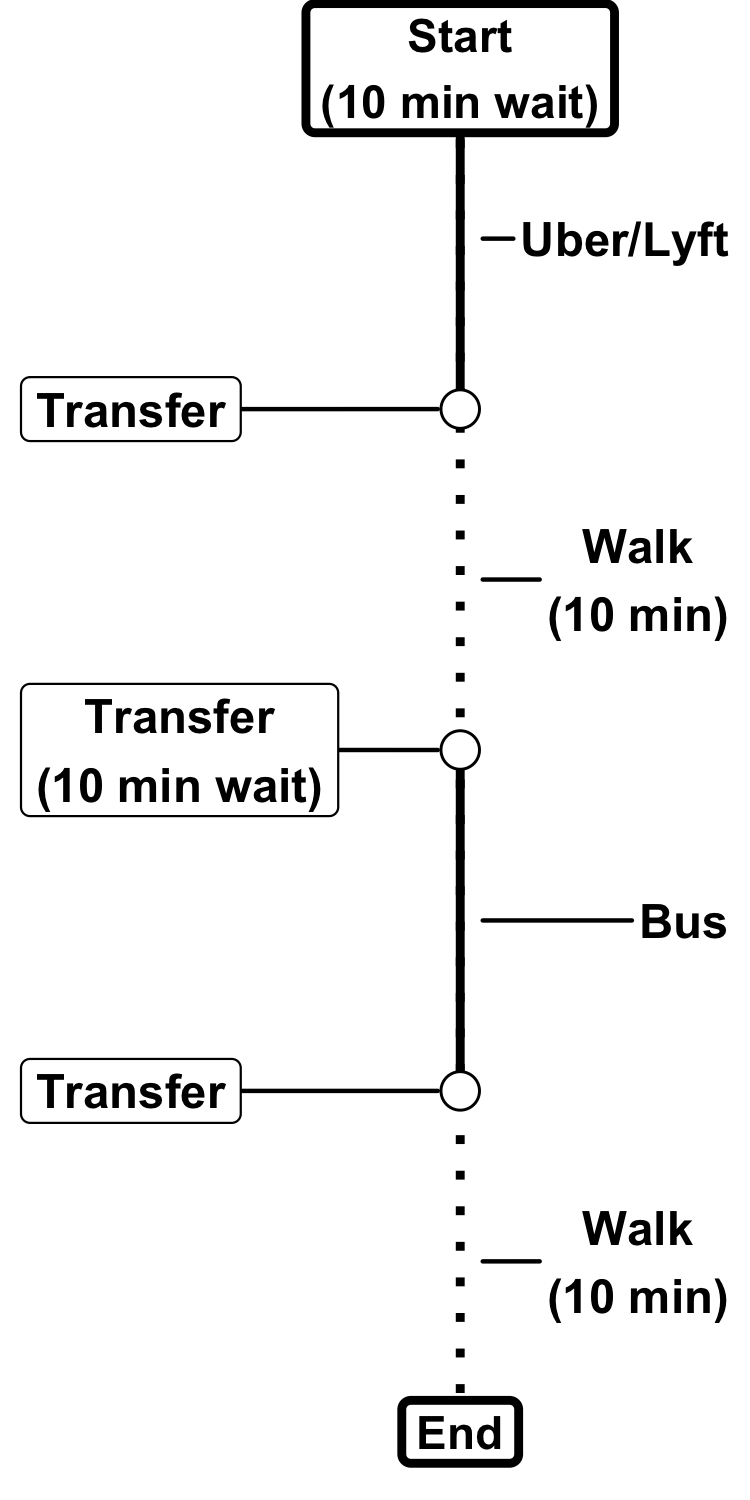 Start
(10 min wait)
Uber/Lyft
Transfer
Walk
(10 min)
Transfer
(10 min wait)
Bus
Transfer
Walk
(10 min)
End